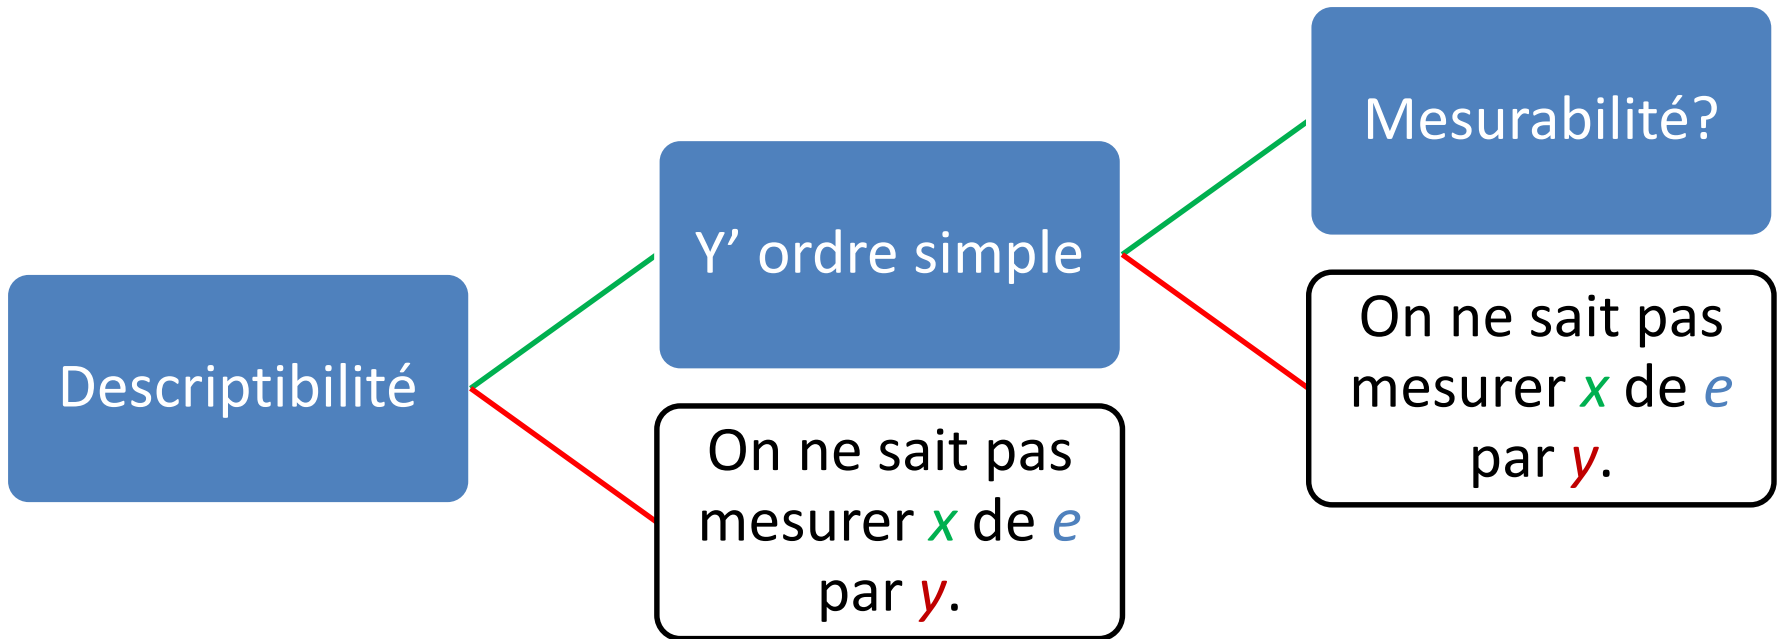 Descriptibilité
Y’ ordre simple
On ne sait pas
mesurer x de e
par y.
Mesurabilité?
On ne sait pas
mesurer x de e
par y.